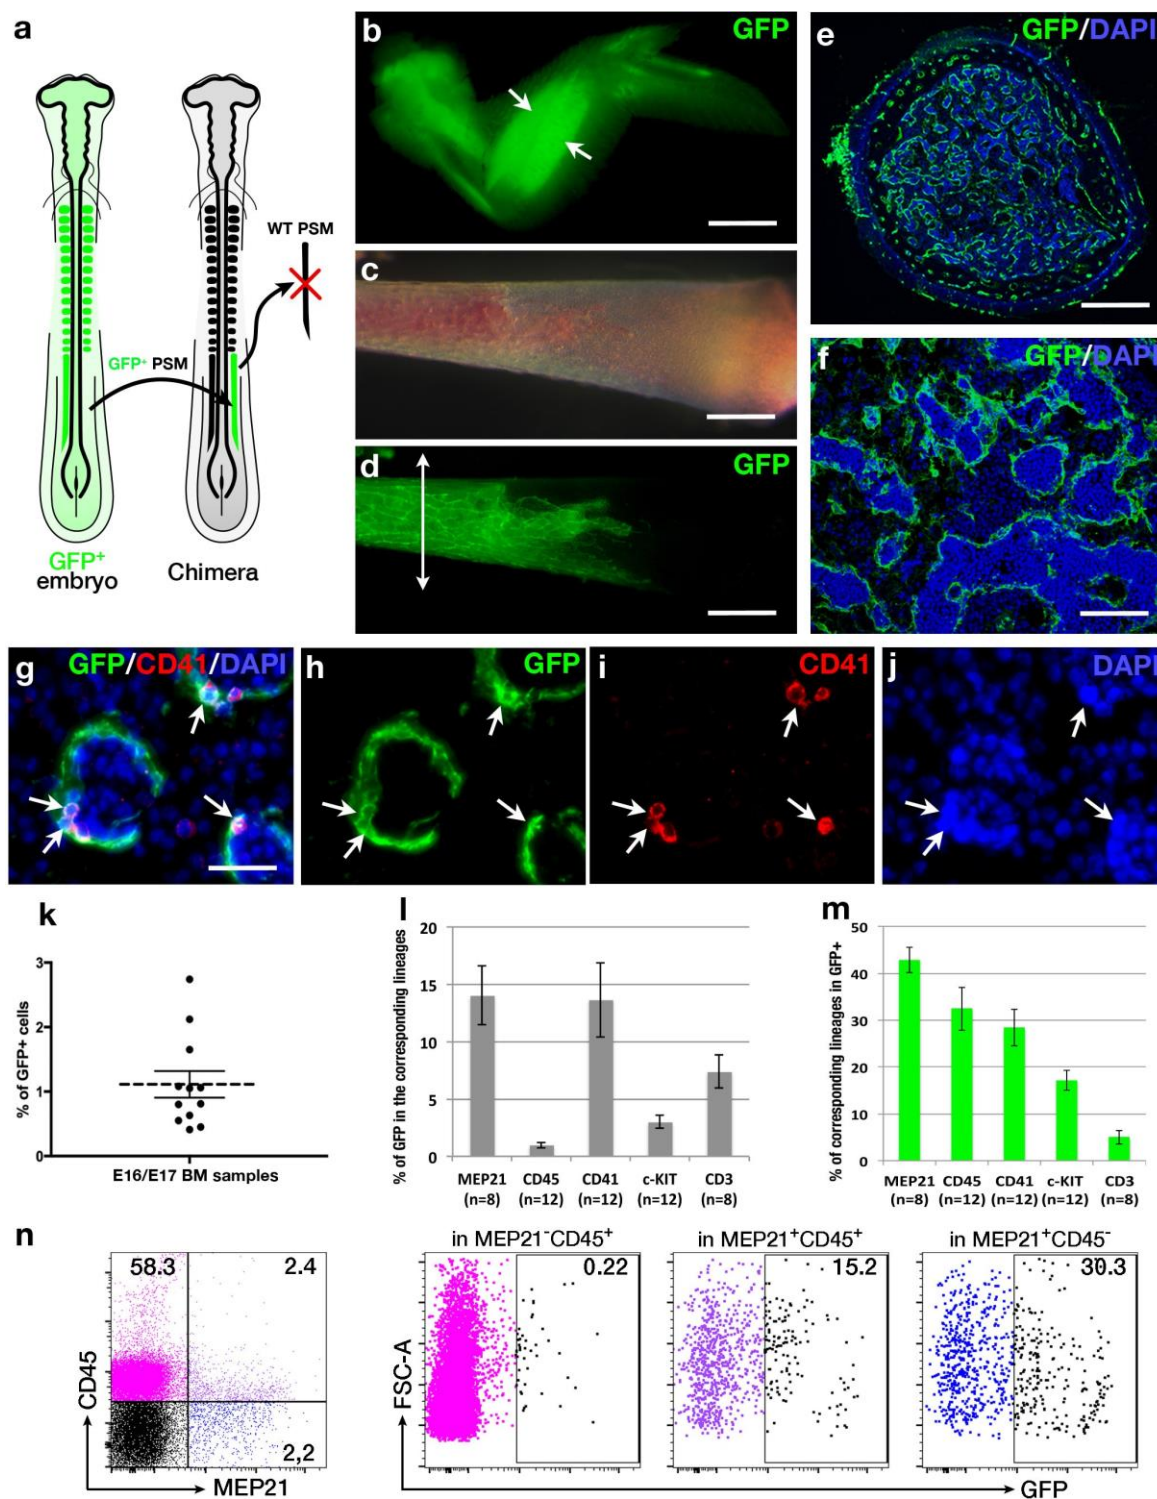 a
WT PSM
GFP⁺ PSM
GFP⁺
embryo
Chimera
b
GFP
c
d
GFP
e
GFP/DAPI
f
GFP/DAPI
g
GFP/CD41/DAPI
h
GFP
i
CD41
j
DAPI
k
% of GFP+ cells
3
2
1
0
E16/E17 BM samples
l
% of GFP in the corresponding lineages
20
15
10
5
0
MEP21 CD45 CD41 c-KIT CD3
(n=8) (n=12) (n=12) (n=12) (n=8)
m
% of corresponding lineages in GFP+
50
40
30
20
10
0
MEP21 CD45 CD41 c-KIT CD3
(n=8) (n=12) (n=12) (n=12) (n=8)
n
58.3 2.4
2,2
CD45
MEP21
in MEP21⁻CD45⁺
0.22
in MEP21⁺CD45⁺
15.2
in MEP21⁺CD45⁻
30.3
FSC-A
GFP